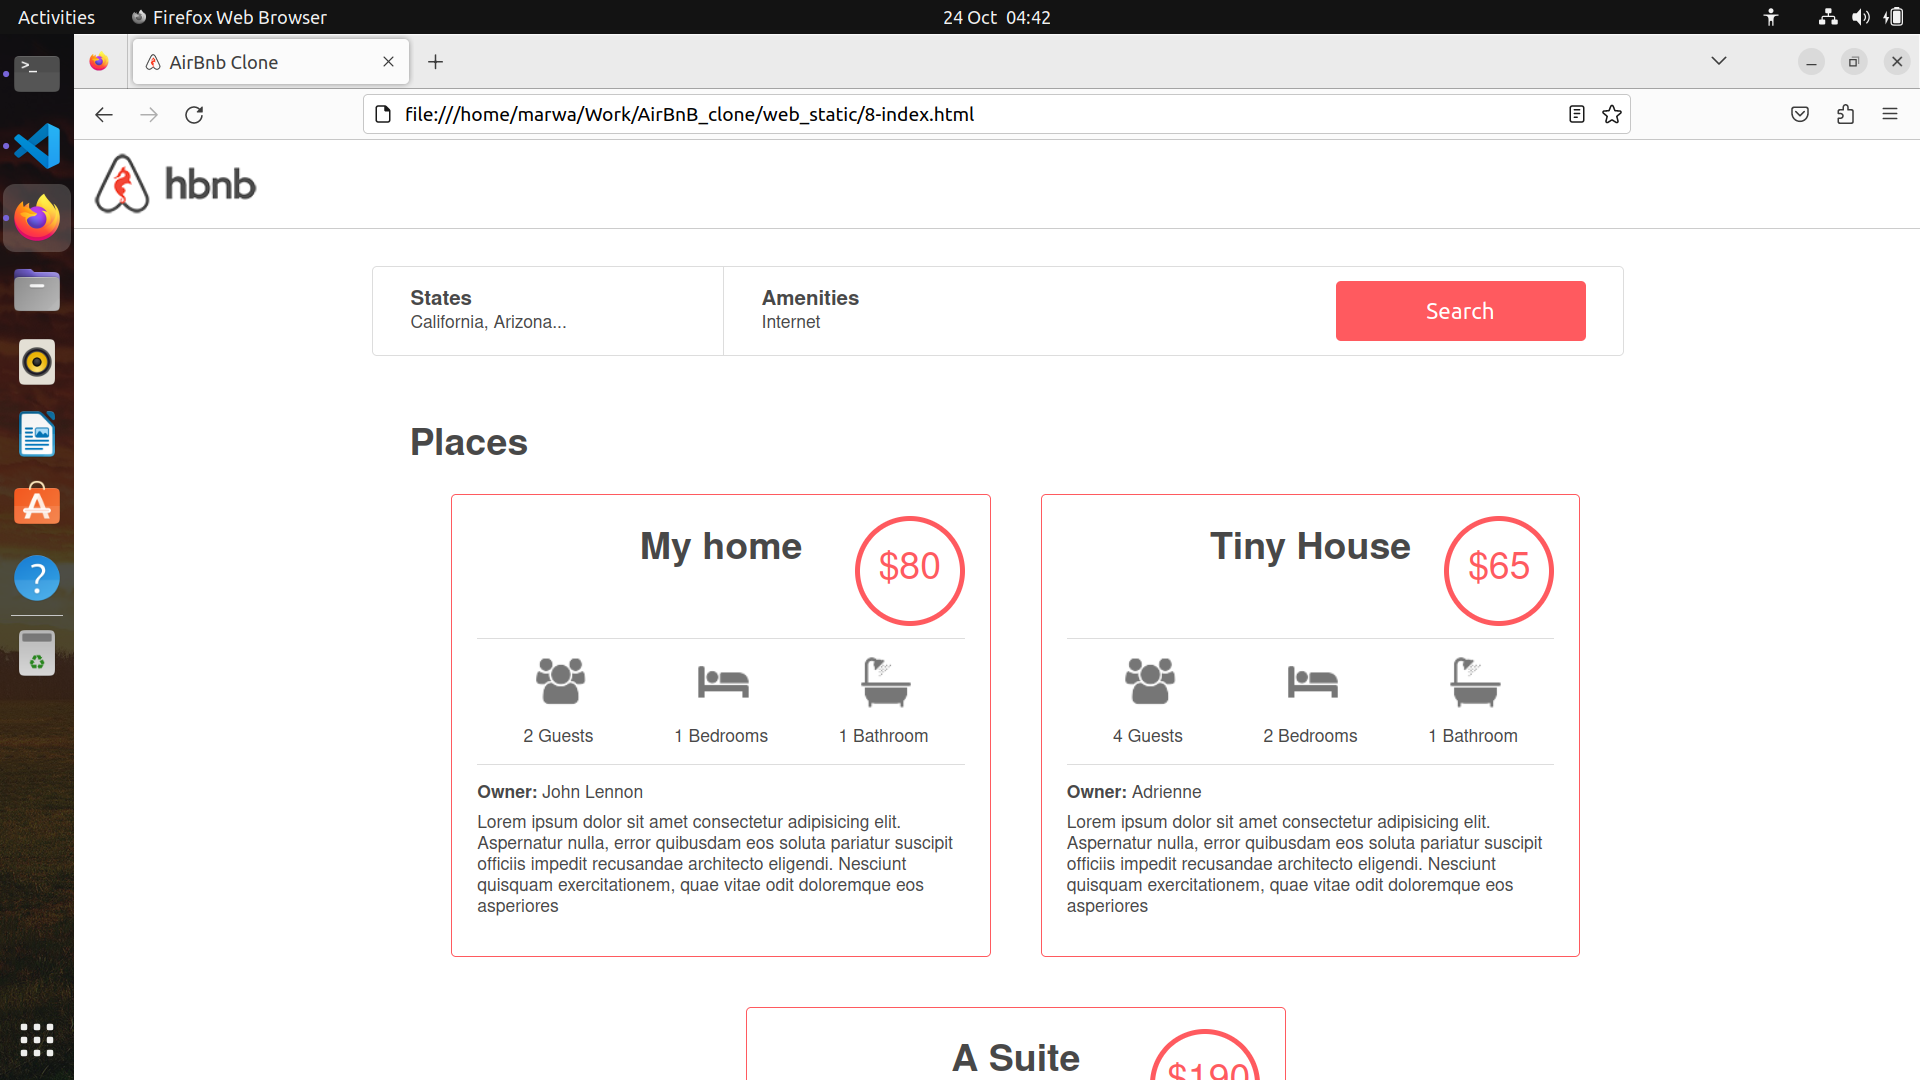 Activities
Firefox Web Browser
24 Oct 04:42
AirBnb Clone
file:///home/marwa/Work/AirBnB_clone/web_static/8-index.html
hbnb
States
California, Arizona...
Amenities
Internet
Search
Places
My home
$80
2 Guests
1 Bedrooms
1 Bathroom
Owner: John Lennon
Lorem ipsum dolor sit amet consectetur adipisicing elit.
Aspernatur nulla, error quibusdam eos soluta pariatur suscipit
officiis impedit recusandae architecto eligendi. Nesciunt
quisquam exercitationem, quae vitae odit doloremque eos
asperiores
Tiny House
$65
4 Guests
2 Bedrooms
1 Bathroom
Owner: Adrienne
Lorem ipsum dolor sit amet consectetur adipisicing elit.
Aspernatur nulla, error quibusdam eos soluta pariatur suscipit
officiis impedit recusandae architecto eligendi. Nesciunt
quisquam exercitationem, quae vitae odit doloremque eos
asperiores
A Suite
$190